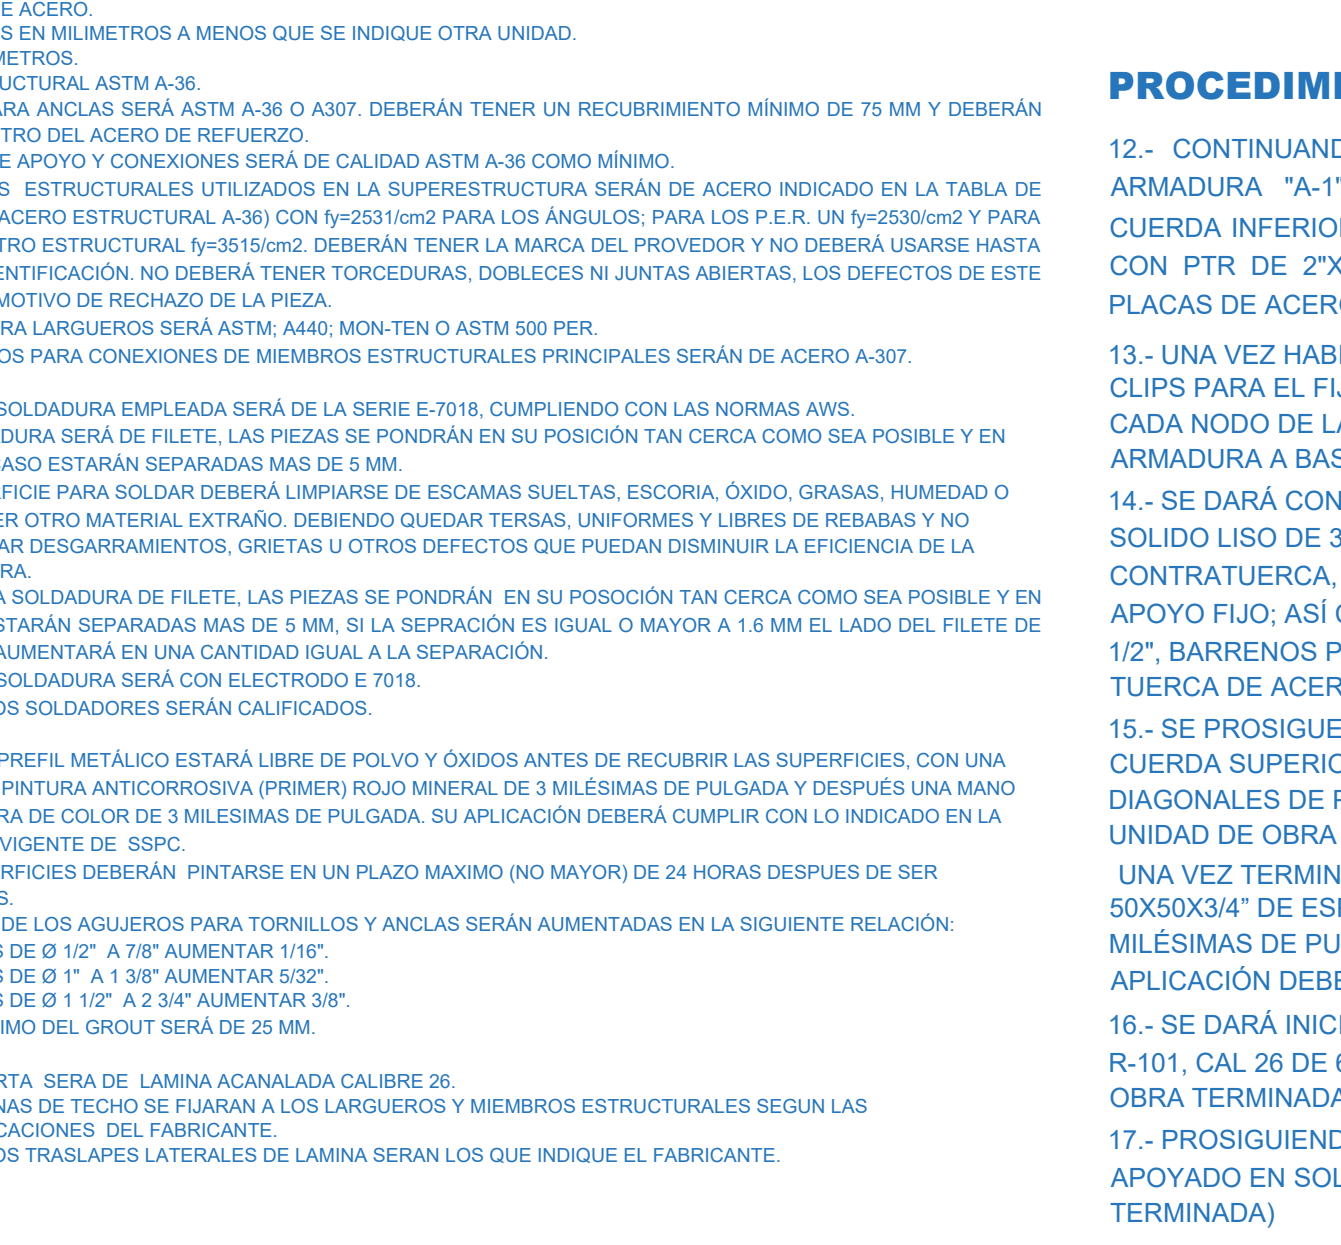 E ACERO.
S EN MILIMETROS A MENOS QUE SE INDIQUE OTRA UNIDAD.
METROS.
UCTURAL ASTM A-36.
ARA ANCLAS SERÁ ASTM A-36 O A307. DEBERÁN TENER UN RECUBRIMIENTO MÍNIMO DE 75 MM Y DEBERÁN
TRO DEL ACERO DE REFUERZO.
E APOYO Y CONEXIONES SERÁ DE CALIDAD ASTM A-36 COMO MÍNIMO.
S ESTRUCTURALES UTILIZADOS EN LA SUPERESTRUCTURA SERÁN DE ACERO INDICADO EN LA TABLA DE
ACERO ESTRUCTURAL A-36) CON fy=2531/cm2 PARA LOS ÁNGULOS; PARA LOS P.E.R. UN fy=2530/cm2 Y PARA
TRO ESTRUCTURAL fy=3515/cm2. DEBERÁN TENER LA MARCA DEL PROVEDOR Y NO DEBERÁ USARSE HASTA
ENTIFICACIÓN. NO DEBERÁ TENER TORCEDURAS, DOBLECES NI JUNTAS ABIERTAS, LOS DEFECTOS DE ESTE
MOTIVO DE RECHAZO DE LA PIEZA.
RA LARGUEROS SERÁ ASTM; A440; MON-TEN O ASTM 500 PER.
OS PARA CONEXIONES DE MIEMBROS ESTRUCTURALES PRINCIPALES SERÁN DE ACERO A-307.
SOLDADURA EMPLEADA SERÁ DE LA SERIE E-7018, CUMPLIENDO CON LAS NORMAS AWS.
DURA SERÁ DE FILETE, LAS PIEZAS SE PONDRÁN EN SU POSICIÓN TAN CERCA COMO SEA POSIBLE Y EN
CASO ESTARÁN SEPARADAS MAS DE 5 MM.
FICIE PARA SOLDAR DEBERÁ LIMPIARSE DE ESCAMAS SUELTAS, ESCORIA, ÓXIDO, GRASAS, HUMEDAD O
ER OTRO MATERIAL EXTRAÑO. DEBIENDO QUEDAR TERSAS, UNIFORMES Y LIBRES DE REBABAS Y NO
AR DESGARRAMIENTOS, GRIETAS U OTROS DEFECTOS QUE PUEDAN DISMINUIR LA EFICIENCIA DE LA
RA.
A SOLDADURA DE FILETE, LAS PIEZAS SE PONDRÁN EN SU POSOCIÓN TAN CERCA COMO SEA POSIBLE Y EN
STARÁN SEPARADAS MAS DE 5 MM, SI LA SEPRACIÓN ES IGUAL O MAYOR A 1.6 MM EL LADO DEL FILETE DE
AUMENTARÁ EN UNA CANTIDAD IGUAL A LA SEPARACIÓN.
SOLDADURA SERÁ CON ELECTRODO E 7018.
OS SOLDADORES SERÁN CALIFICADOS.
PREFIL METÁLICO ESTARÁ LIBRE DE POLVO Y ÓXIDOS ANTES DE RECUBRIR LAS SUPERFICIES, CON UNA
PINTURA ANTICORROSIVA (PRIMER) ROJO MINERAL DE 3 MILÉSIMAS DE PULGADA Y DESPUÉS UNA MANO
RA DE COLOR DE 3 MILESIMAS DE PULGADA. SU APLICACIÓN DEBERÁ CUMPLIR CON LO INDICADO EN LA
VIGENTE DE SSPC.
RFICIES DEBERÁN PINTARSE EN UN PLAZO MAXIMO (NO MAYOR) DE 24 HORAS DESPUES DE SER
S.
DE LOS AGUJEROS PARA TORNILLOS Y ANCLAS SERÁN AUMENTADAS EN LA SIGUIENTE RELACIÓN:
S DE Ø 1/2" A 7/8" AUMENTAR 1/16".
S DE Ø 1" A 1 3/8" AUMENTAR 5/32".
S DE Ø 1 1/2" A 2 3/4" AUMENTAR 3/8".
IMO DEL GROUT SERÁ DE 25 MM.
RTA SERA DE LAMINA ACANALADA CALIBRE 26.
NAS DE TECHO SE FIJARAN A LOS LARGUEROS Y MIEMBROS ESTRUCTURALES SEGUN LAS
CACIONES DEL FABRICANTE.
OS TRASLAPES LATERALES DE LAMINA SERAN LOS QUE INDIQUE EL FABRICANTE.
PROCEDIMI
12.- CONTINUAND
ARMADURA "A-1"
CUERDA INFERIOR
CON PTR DE 2"X
PLACAS DE ACERO
13.- UNA VEZ HABI
CLIPS PARA EL FIJ
CADA NODO DE LA
ARMADURA A BAS
14.- SE DARÁ CON
SOLIDO LISO DE 3
CONTRATUERCA,
APOYO FIJO; ASÍ C
1/2", BARRENOS P
TUERCA DE ACER
15.- SE PROSIGUE
CUERDA SUPERIO
DIAGONALES DE P
UNIDAD DE OBRA
UNA VEZ TERMIN
50X50X3/4” DE ESP
MILÉSIMAS DE PU
APLICACIÓN DEBE
16.- SE DARÁ INICI
R-101, CAL 26 DE 6
OBRA TERMINADA
17.- PROSIGUIEND
APOYADO EN SOL
TERMINADA)